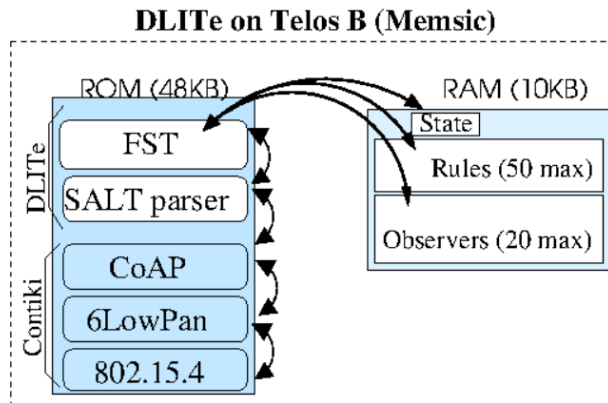 DLITe on Telos B (Memsic)
ROM (48KB)
RAM (10KB)
State
FST
Rules (50 max)
DLITe
SALT parser
Observers (20 max)
CoAP
Contiki
6LowPan
802.15.4